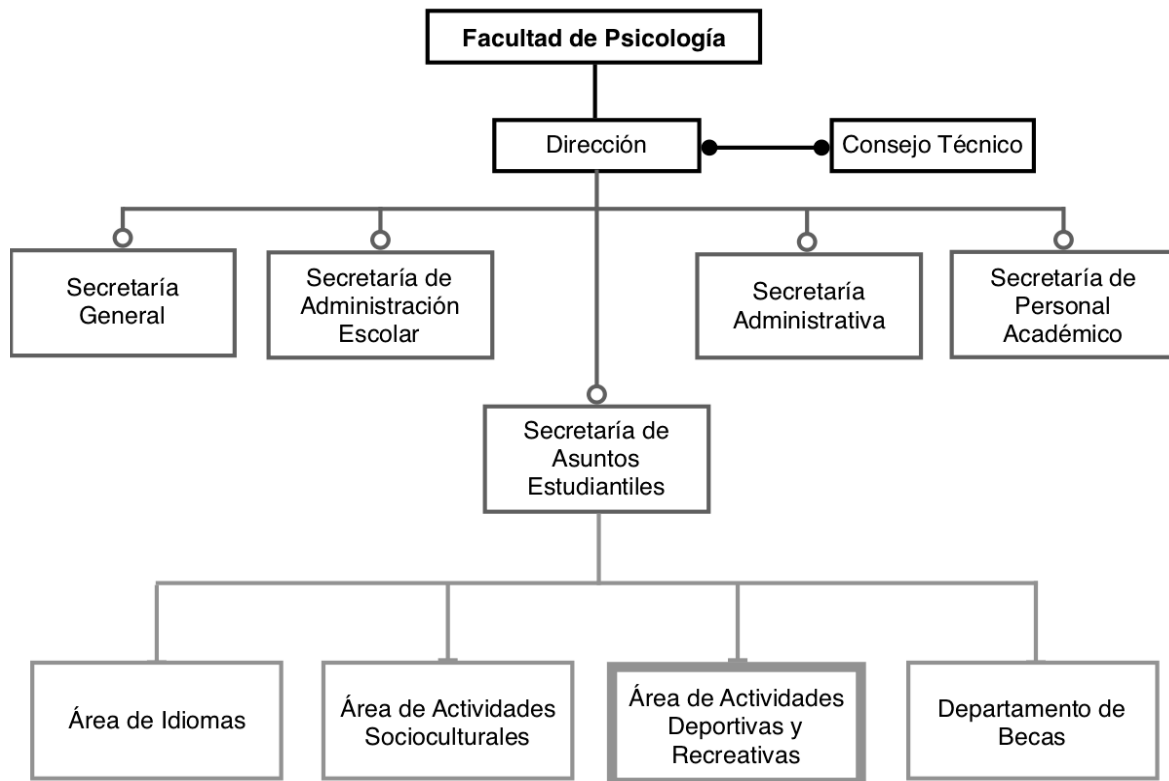 Facultad de Psicología
Dirección
Consejo Técnico
Secretaría
General
Secretaría de
Administración
Escolar
Secretaría
Administrativa
Secretaría de
Personal
Académico
Secretaría de
Asuntos
Estudiantiles
Área de Idiomas
Área de Actividades
Socioculturales
Área de Actividades
Deportivas y
Recreativas
Departamento de
Becas